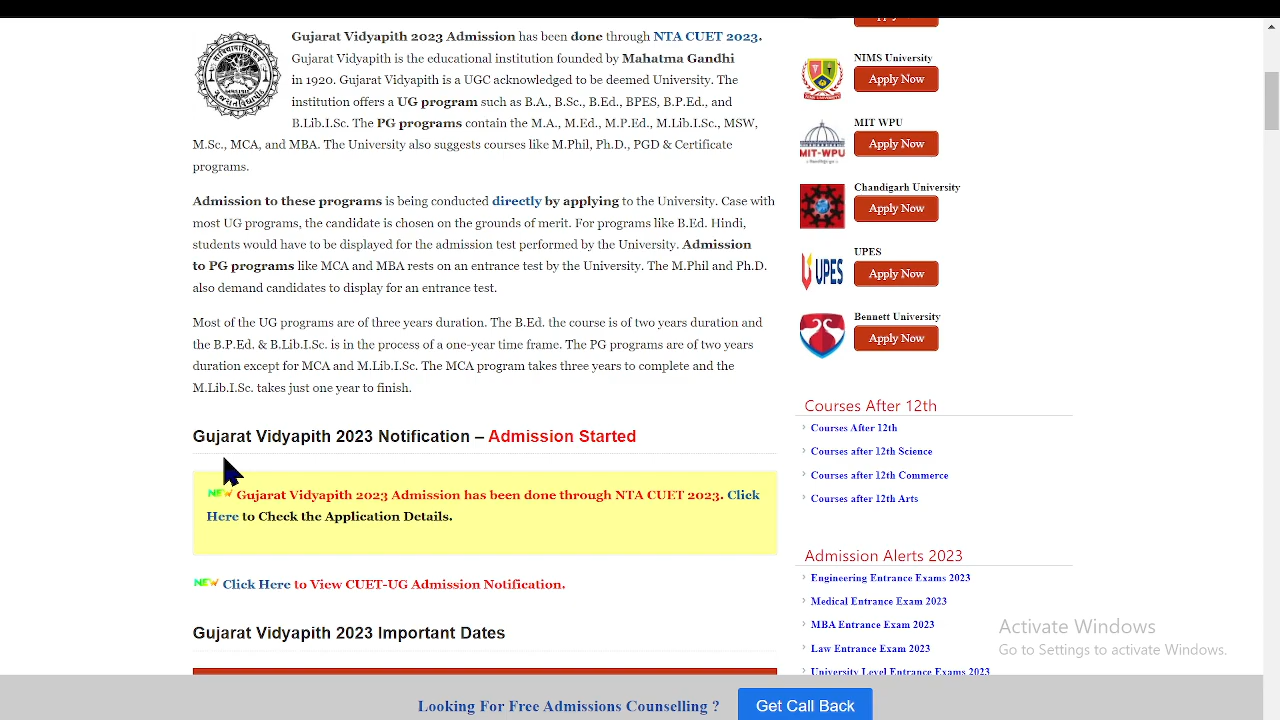 Gujarat Vidyapith 2023 Admission has been done through NTA CUET 2023.
Gujarat Vidyapith is the educational institution founded by Mahatma Gandhi
in 1920. Gujarat Vidyapith is a UGC acknowledged to be deemed University. The
institution offers a UG program such as B.A., B.Sc., B.Ed., BPES, B.P.Ed., and
B.Lib.I.Sc. The PG programs contain the M.A., M.Ed., M.P.Ed., M.Lib.I.Sc., MSW,
M.Sc., MCA, and MBA. The University also suggests courses like M.Phil, Ph.D., PGD & Certificate
programs.
Admission to these programs is being conducted directly by applying to the University. Case with
most UG programs, the candidate is chosen on the grounds of merit. For programs like B.Ed. Hindi,
students would have to be displayed for the admission test performed by the University. Admission
to PG programs like MCA and MBA rests on an entrance test by the University. The M.Phil and Ph.D.
also demand candidates to display for an entrance test.
Most of the UG programs are of three years duration. The B.Ed. the course is of two years duration and
the B.P.Ed. & B.Lib.I.Sc. is in the process of a one-year time frame. The PG programs are of two years
duration except for MCA and M.Lib.I.Sc. The MCA program takes three years to complete and the
M.Lib.I.Sc. takes just one year to finish.
Gujarat Vidyapith 2023 Notification – Admission Started
NEW Gujarat Vidyapith 2023 Admission has been done through NTA CUET 2023. Click
Here to Check the Application Details.
NEW Click Here to View CUET-UG Admission Notification.
Gujarat Vidyapith 2023 Important Dates
NIMS University
Apply Now
MIT WPU
MIT-WPU
Apply Now
Chandigarh University
Apply Now
UPES
UPES
Apply Now
Bennett University
Apply Now
Courses After 12th
Courses After 12th
Courses after 12th Science
Courses after 12th Commerce
Courses after 12th Arts
Admission Alerts 2023
Engineering Entrance Exams 2023
Medical Entrance Exam 2023
MBA Entrance Exam 2023
Law Entrance Exam 2023
University Level Entrance Exams 2023
Activate Windows
Go to Settings to activate Windows.
Looking For Free Admissions Counselling ?
Get Call Back